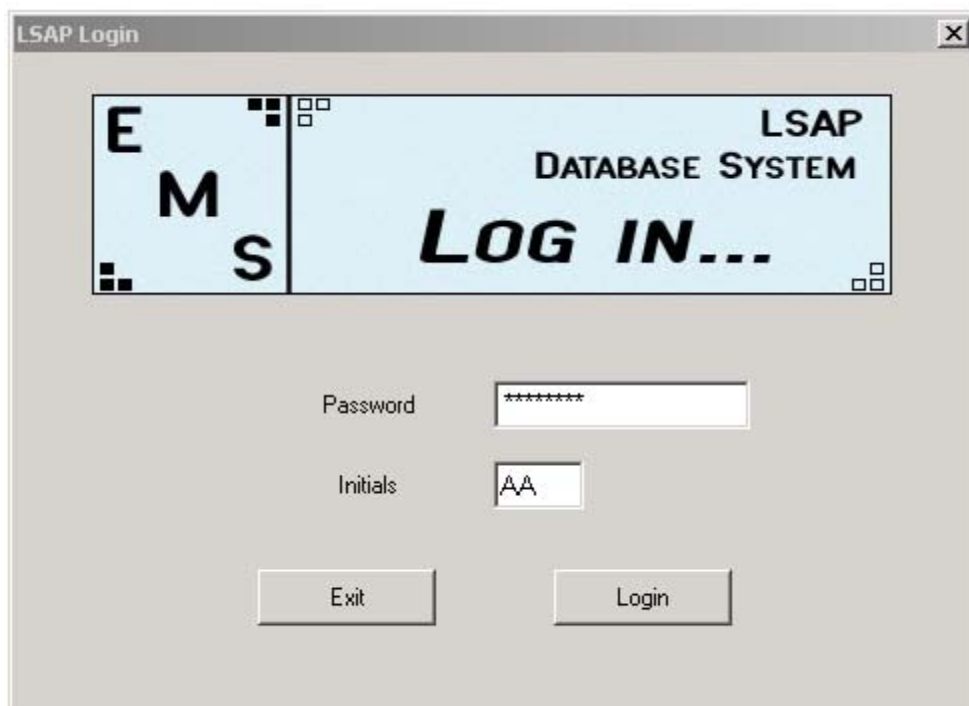 LSAP Login
E
M
S
LSAP
DATABASE SYSTEM
LOG IN...
Password ********
Initials AA
Exit Login